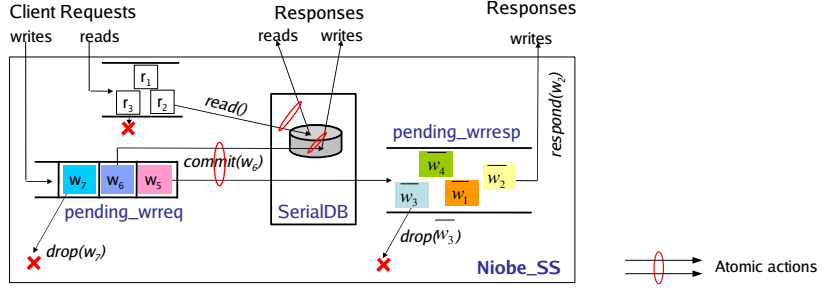 Client Requests
writes reads
Responses
reads writes
Responses
writes
r1
r3
r2
read()
respond(w2)
pending_wrresp
w4
w3
w1
w2
commit(w6)
w7
w6
w5
pending_wrreq
SerialDB
drop(w7)
drop(w3)
Niobe_SS
Atomic actions